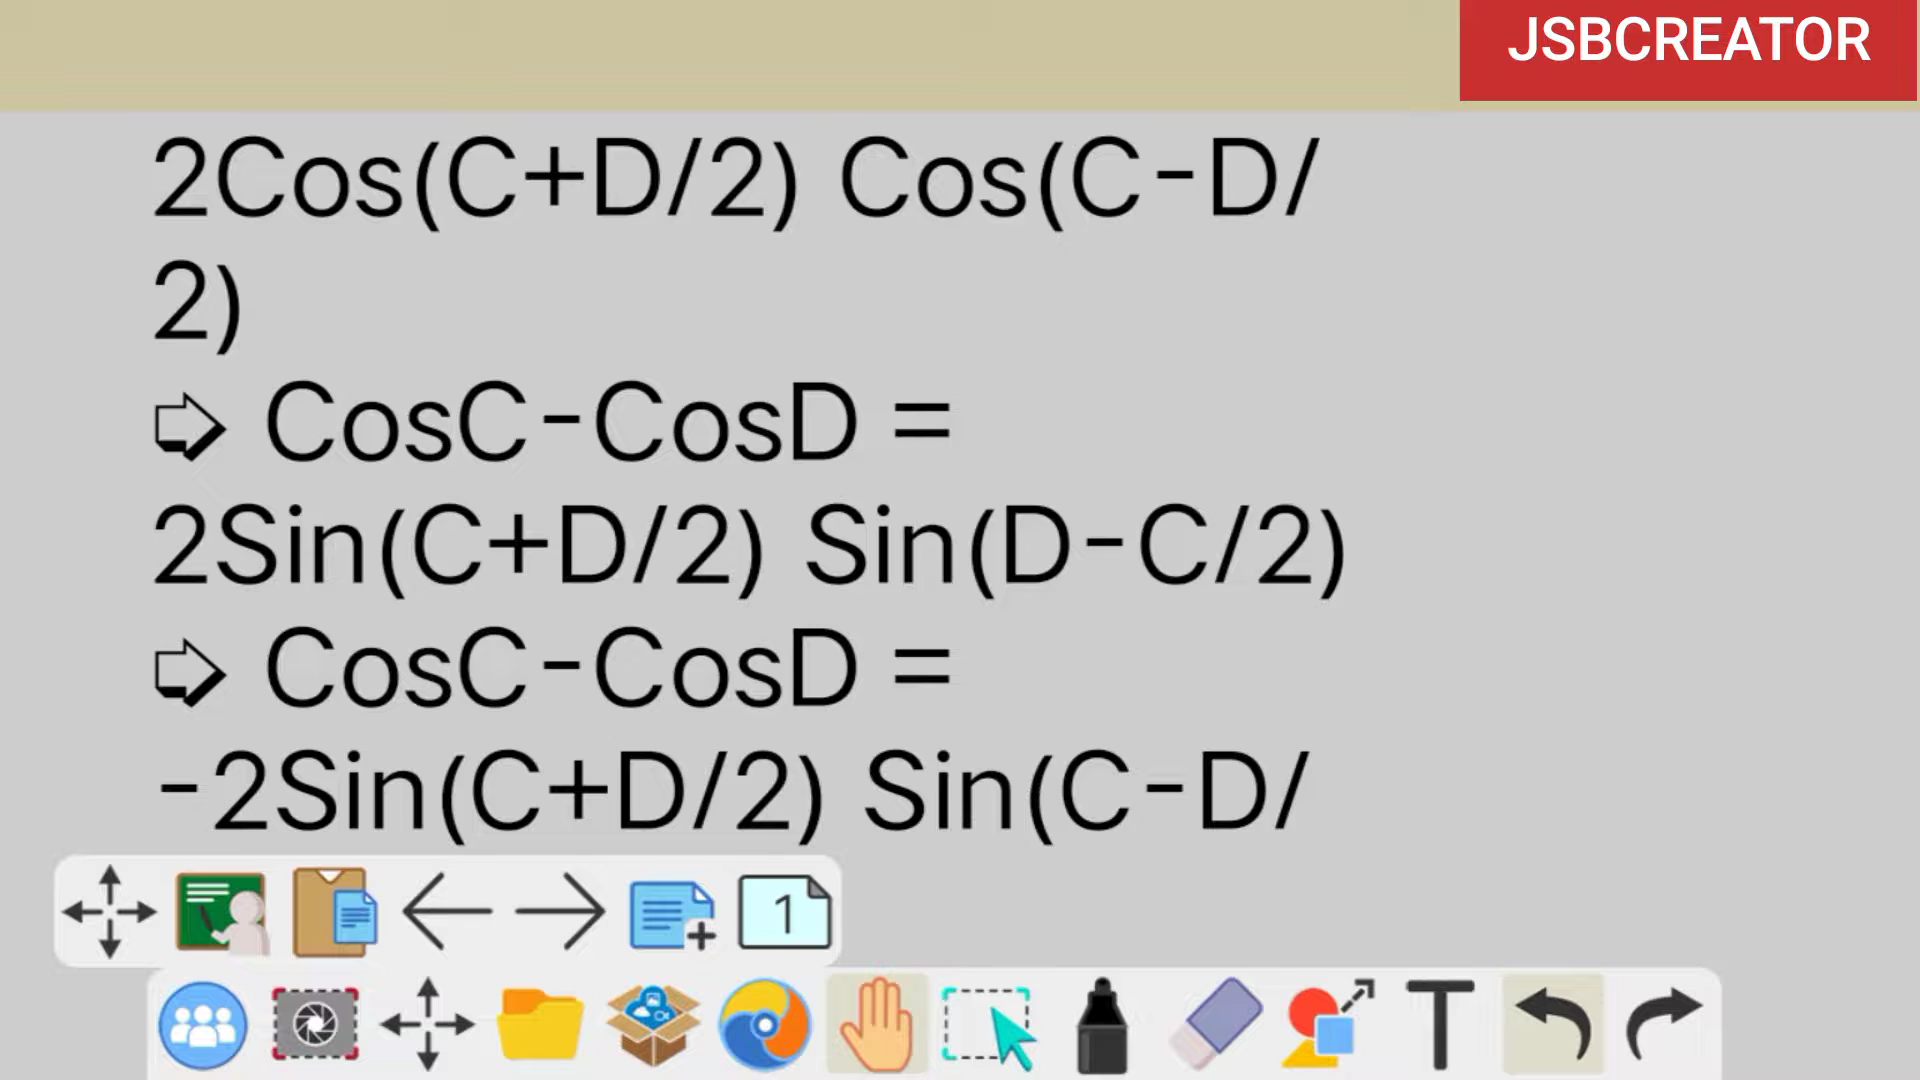 JSBCREATOR
2Cos(C+D/2) Cos(C-D/
2)
➩ CosC-CosD =
2Sin(C+D/2) Sin(D-C/2)
➩ CosC-CosD =
-2Sin(C+D/2) Sin(C-D/
1
T